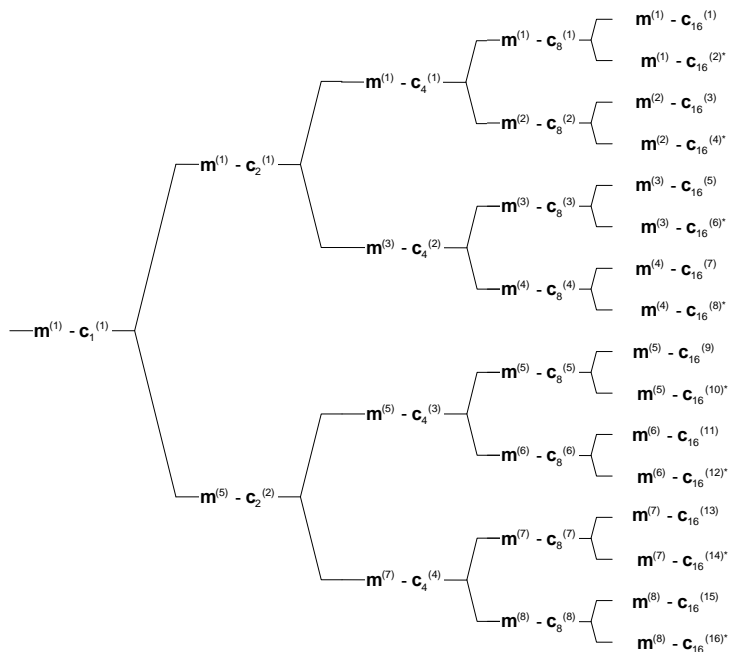 m(1) - c16(1)
m(1) - c8(1)
m(1) - c16(2)*
m(1) - c4(1)
m(2) - c16(3)
m(2) - c8(2)
m(2) - c16(4)*
m(1) - c2(1)
m(3) - c16(5)
m(3) - c8(3)
m(3) - c16(6)*
m(3) - c4(2)
m(4) - c16(7)
m(4) - c8(4)
m(4) - c16(8)*
m(1) - c1(1)
m(5) - c16(9)
m(5) - c8(5)
m(5) - c16(10)*
m(5) - c4(3)
m(6) - c16(11)
m(6) - c8(6)
m(6) - c16(12)*
m(5) - c2(2)
m(7) - c16(13)
m(7) - c8(7)
m(7) - c16(14)*
m(7) - c4(4)
m(8) - c16(15)
m(8) - c8(8)
m(8) - c16(16)*